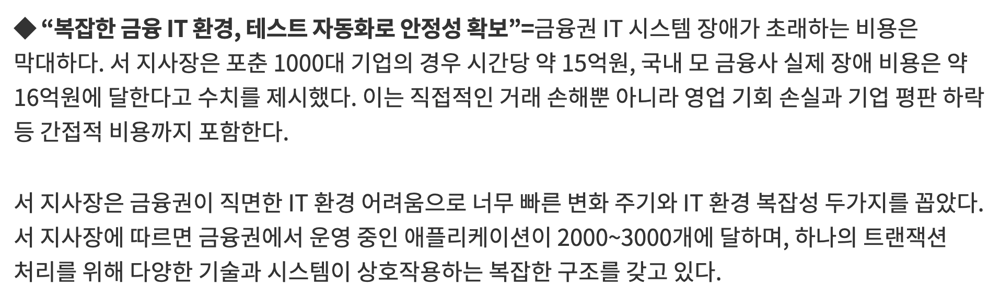 ◆ “복잡한 금융 IT 환경, 테스트 자동화로 안정성 확보”=금융권 IT 시스템 장애가 초래하는 비용은
막대하다. 서 지사장은 포춘 1000대 기업의 경우 시간당 약 15억원, 국내 모 금융사 실제 장애 비용은 약
16억원에 달한다고 수치를 제시했다. 이는 직접적인 거래 손해뿐 아니라 영업 기회 손실과 기업 평판 하락
등 간접적 비용까지 포함한다.
서 지사장은 금융권이 직면한 IT 환경 어려움으로 너무 빠른 변화 주기와 IT 환경 복잡성 두가지를 꼽았다.
서 지사장에 따르면 금융권에서 운영 중인 애플리케이션이 2000~3000개에 달하며, 하나의 트랜잭션
처리를 위해 다양한 기술과 시스템이 상호작용하는 복잡한 구조를 갖고 있다.